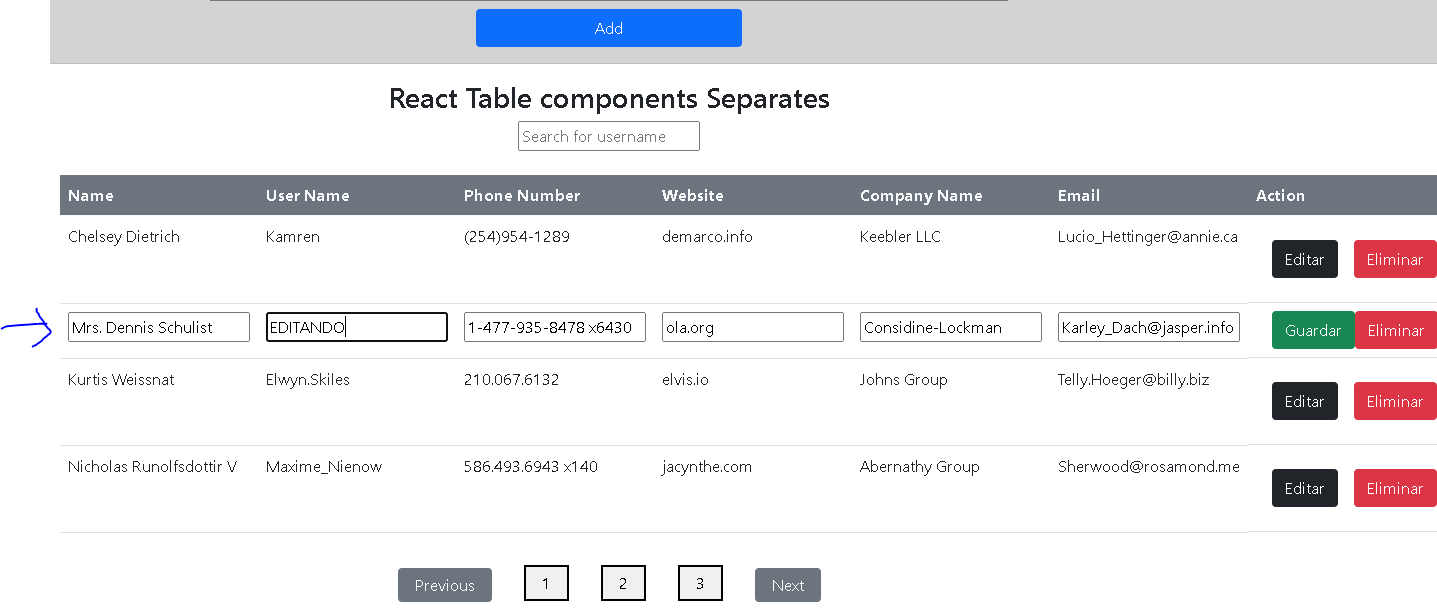 Add
React Table components Separates
Search for username
Name User Name Phone Number Website Company Name Email Action
Chelsey Dietrich Kamren (254)954-1289 demarco.info Keebler LLC Lucio_Hettinger@annie.ca Editar Eliminar
Mrs. Dennis Schulist EDITANDO 1-477-935-8478 x6430 ola.org Considine-Lockman Karley_Dach@jasper.info Guardar Eliminar
Kurtis Weissnat Elwyn.Skiles 210.067.6132 elvis.io Johns Group Telly.Hoeger@billy.biz Editar Eliminar
Nicholas Runolfsdottir V Maxime_Nienow 586.493.6943 x140 jacynthe.com Abernathy Group Sherwood@rosamond.me Editar Eliminar
Previous 1 2 3 Next